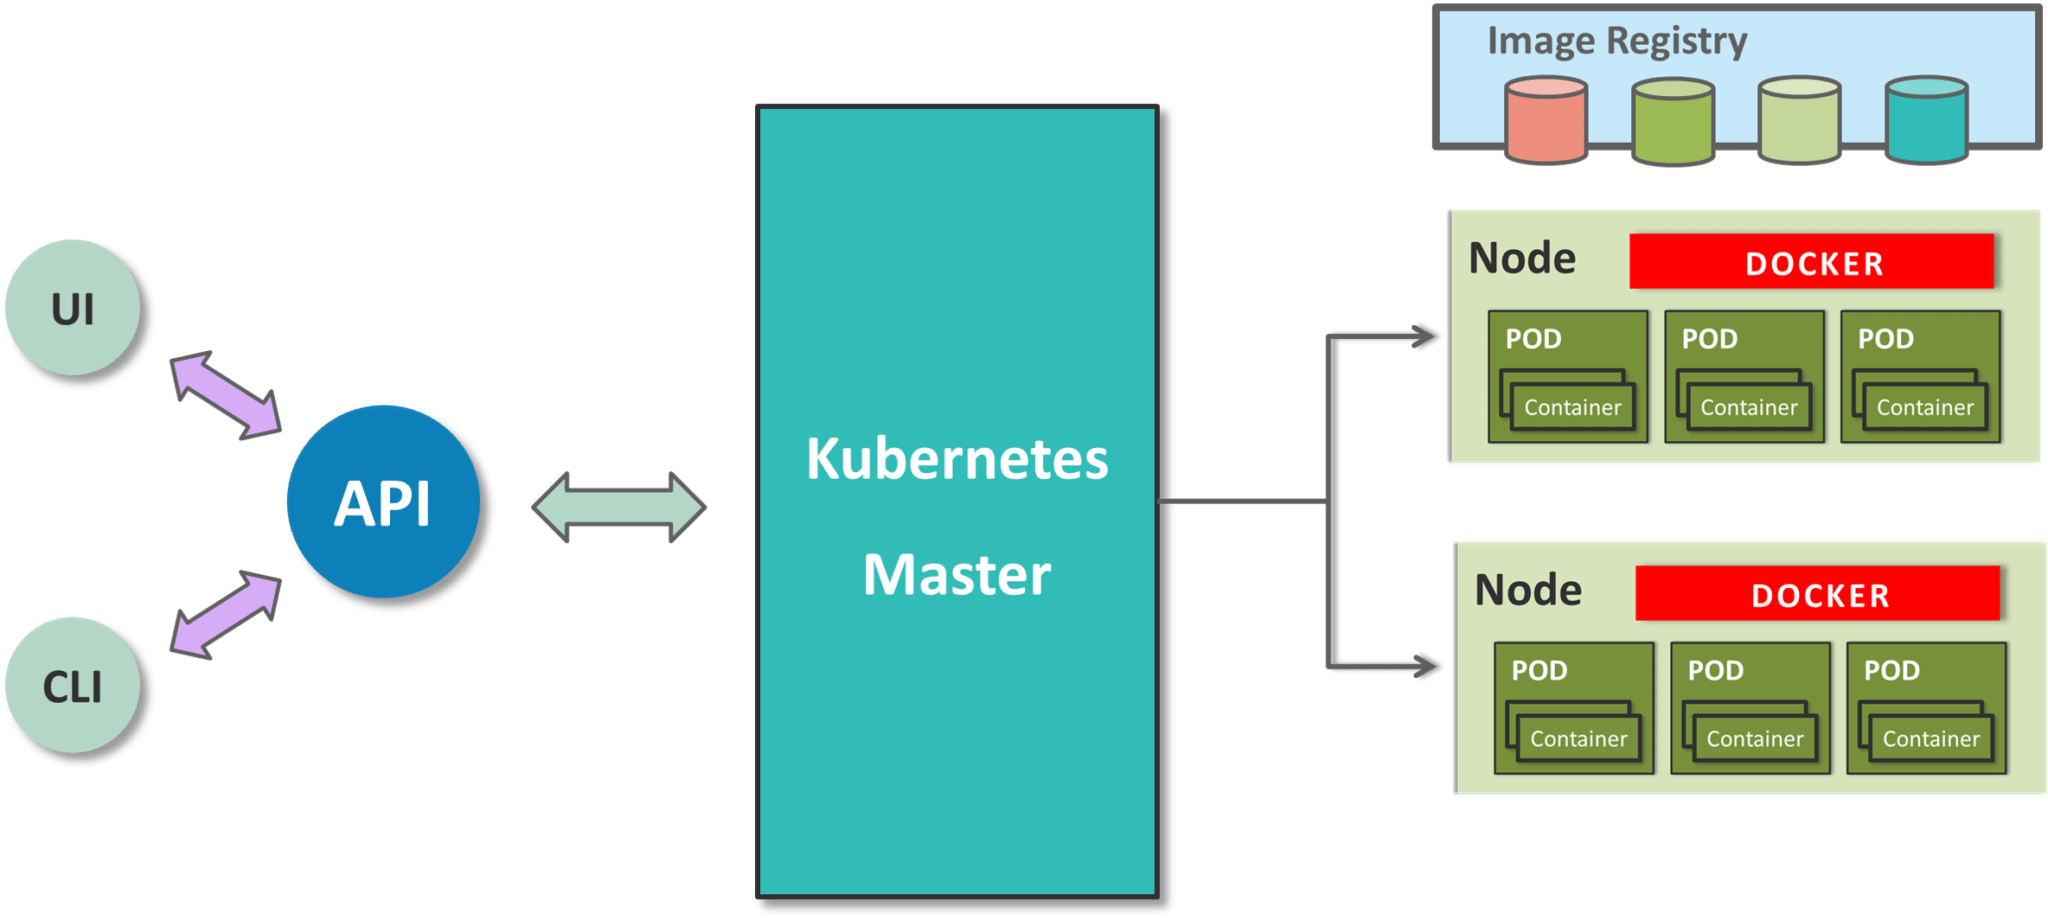 UI
CLI
API
Kubernetes
Master
Image Registry
Node
DOCKER
POD
POD
POD
Container
Container
Container
Node
DOCKER
POD
POD
POD
Container
Container
Container